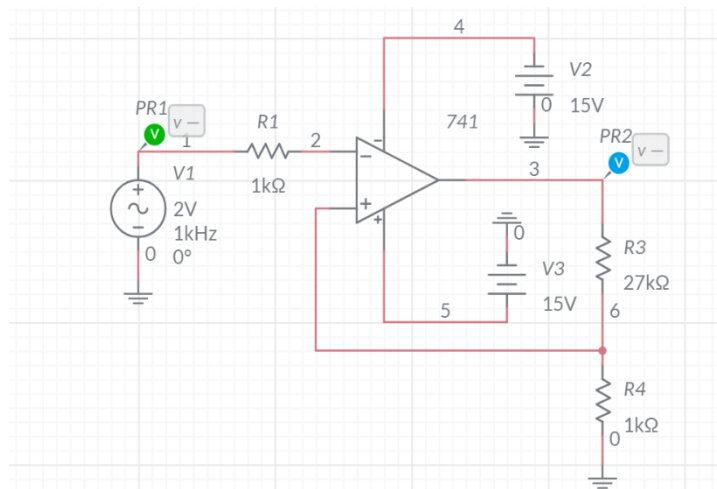 4
V2
0
15V
PR1
v —
V
1
R1
2
741
1kΩ
−
−
+
+
PR2
v —
V
3
V1
+
−
2V
1kHz
0°
0
0
V3
15V
5
R3
27kΩ
6
R4
1kΩ
0